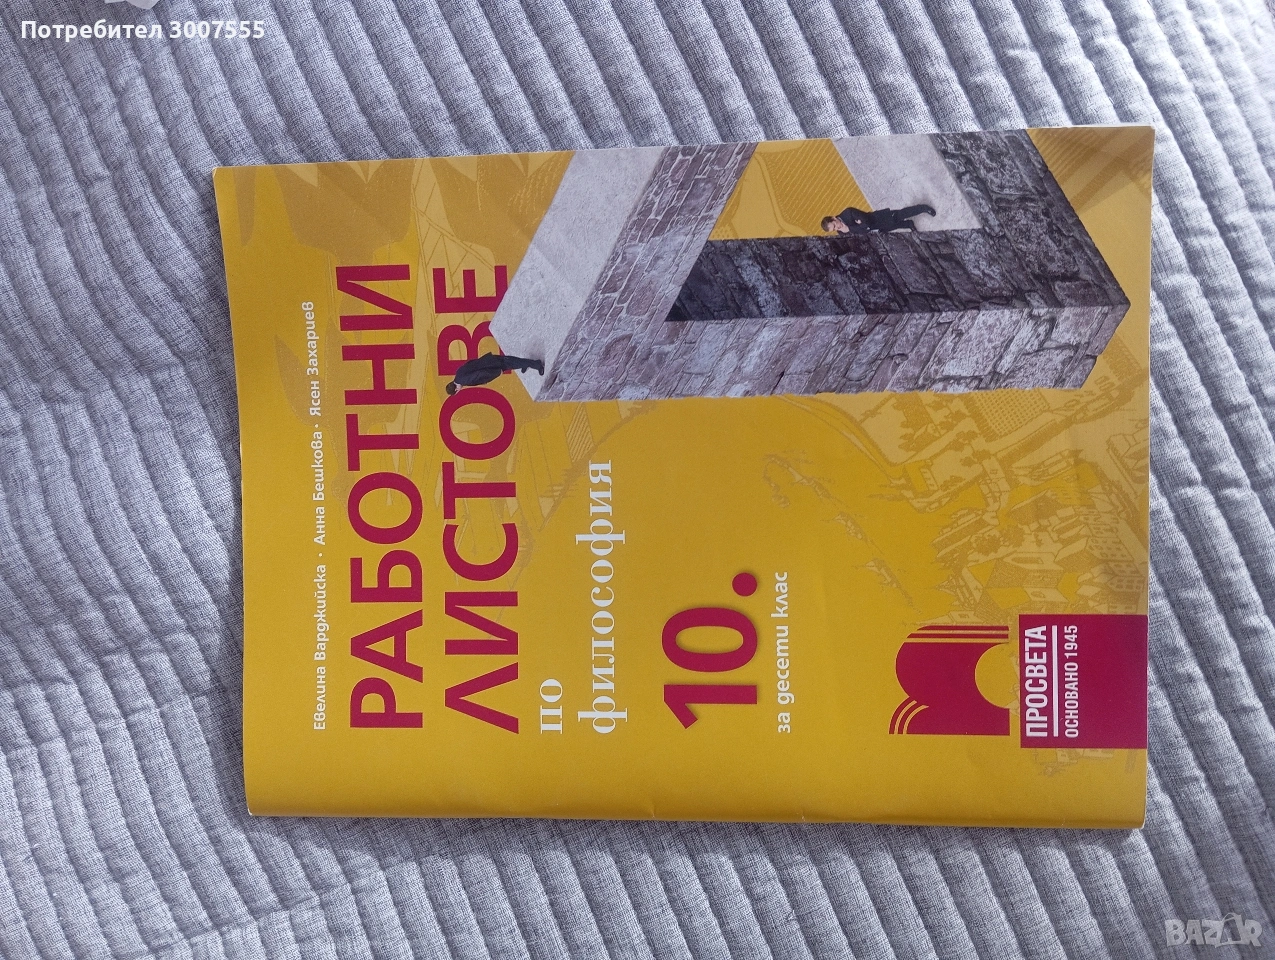 Потребител 3007555
Евелина Варджийска · Анна Бешкова · Ясен Захариев
РАБОТНИ
ЛИСТОВЕ
по
философия
10.
за десети клас
ПРОСВЕТА
ОСНОВАНО 1945
BAZAR